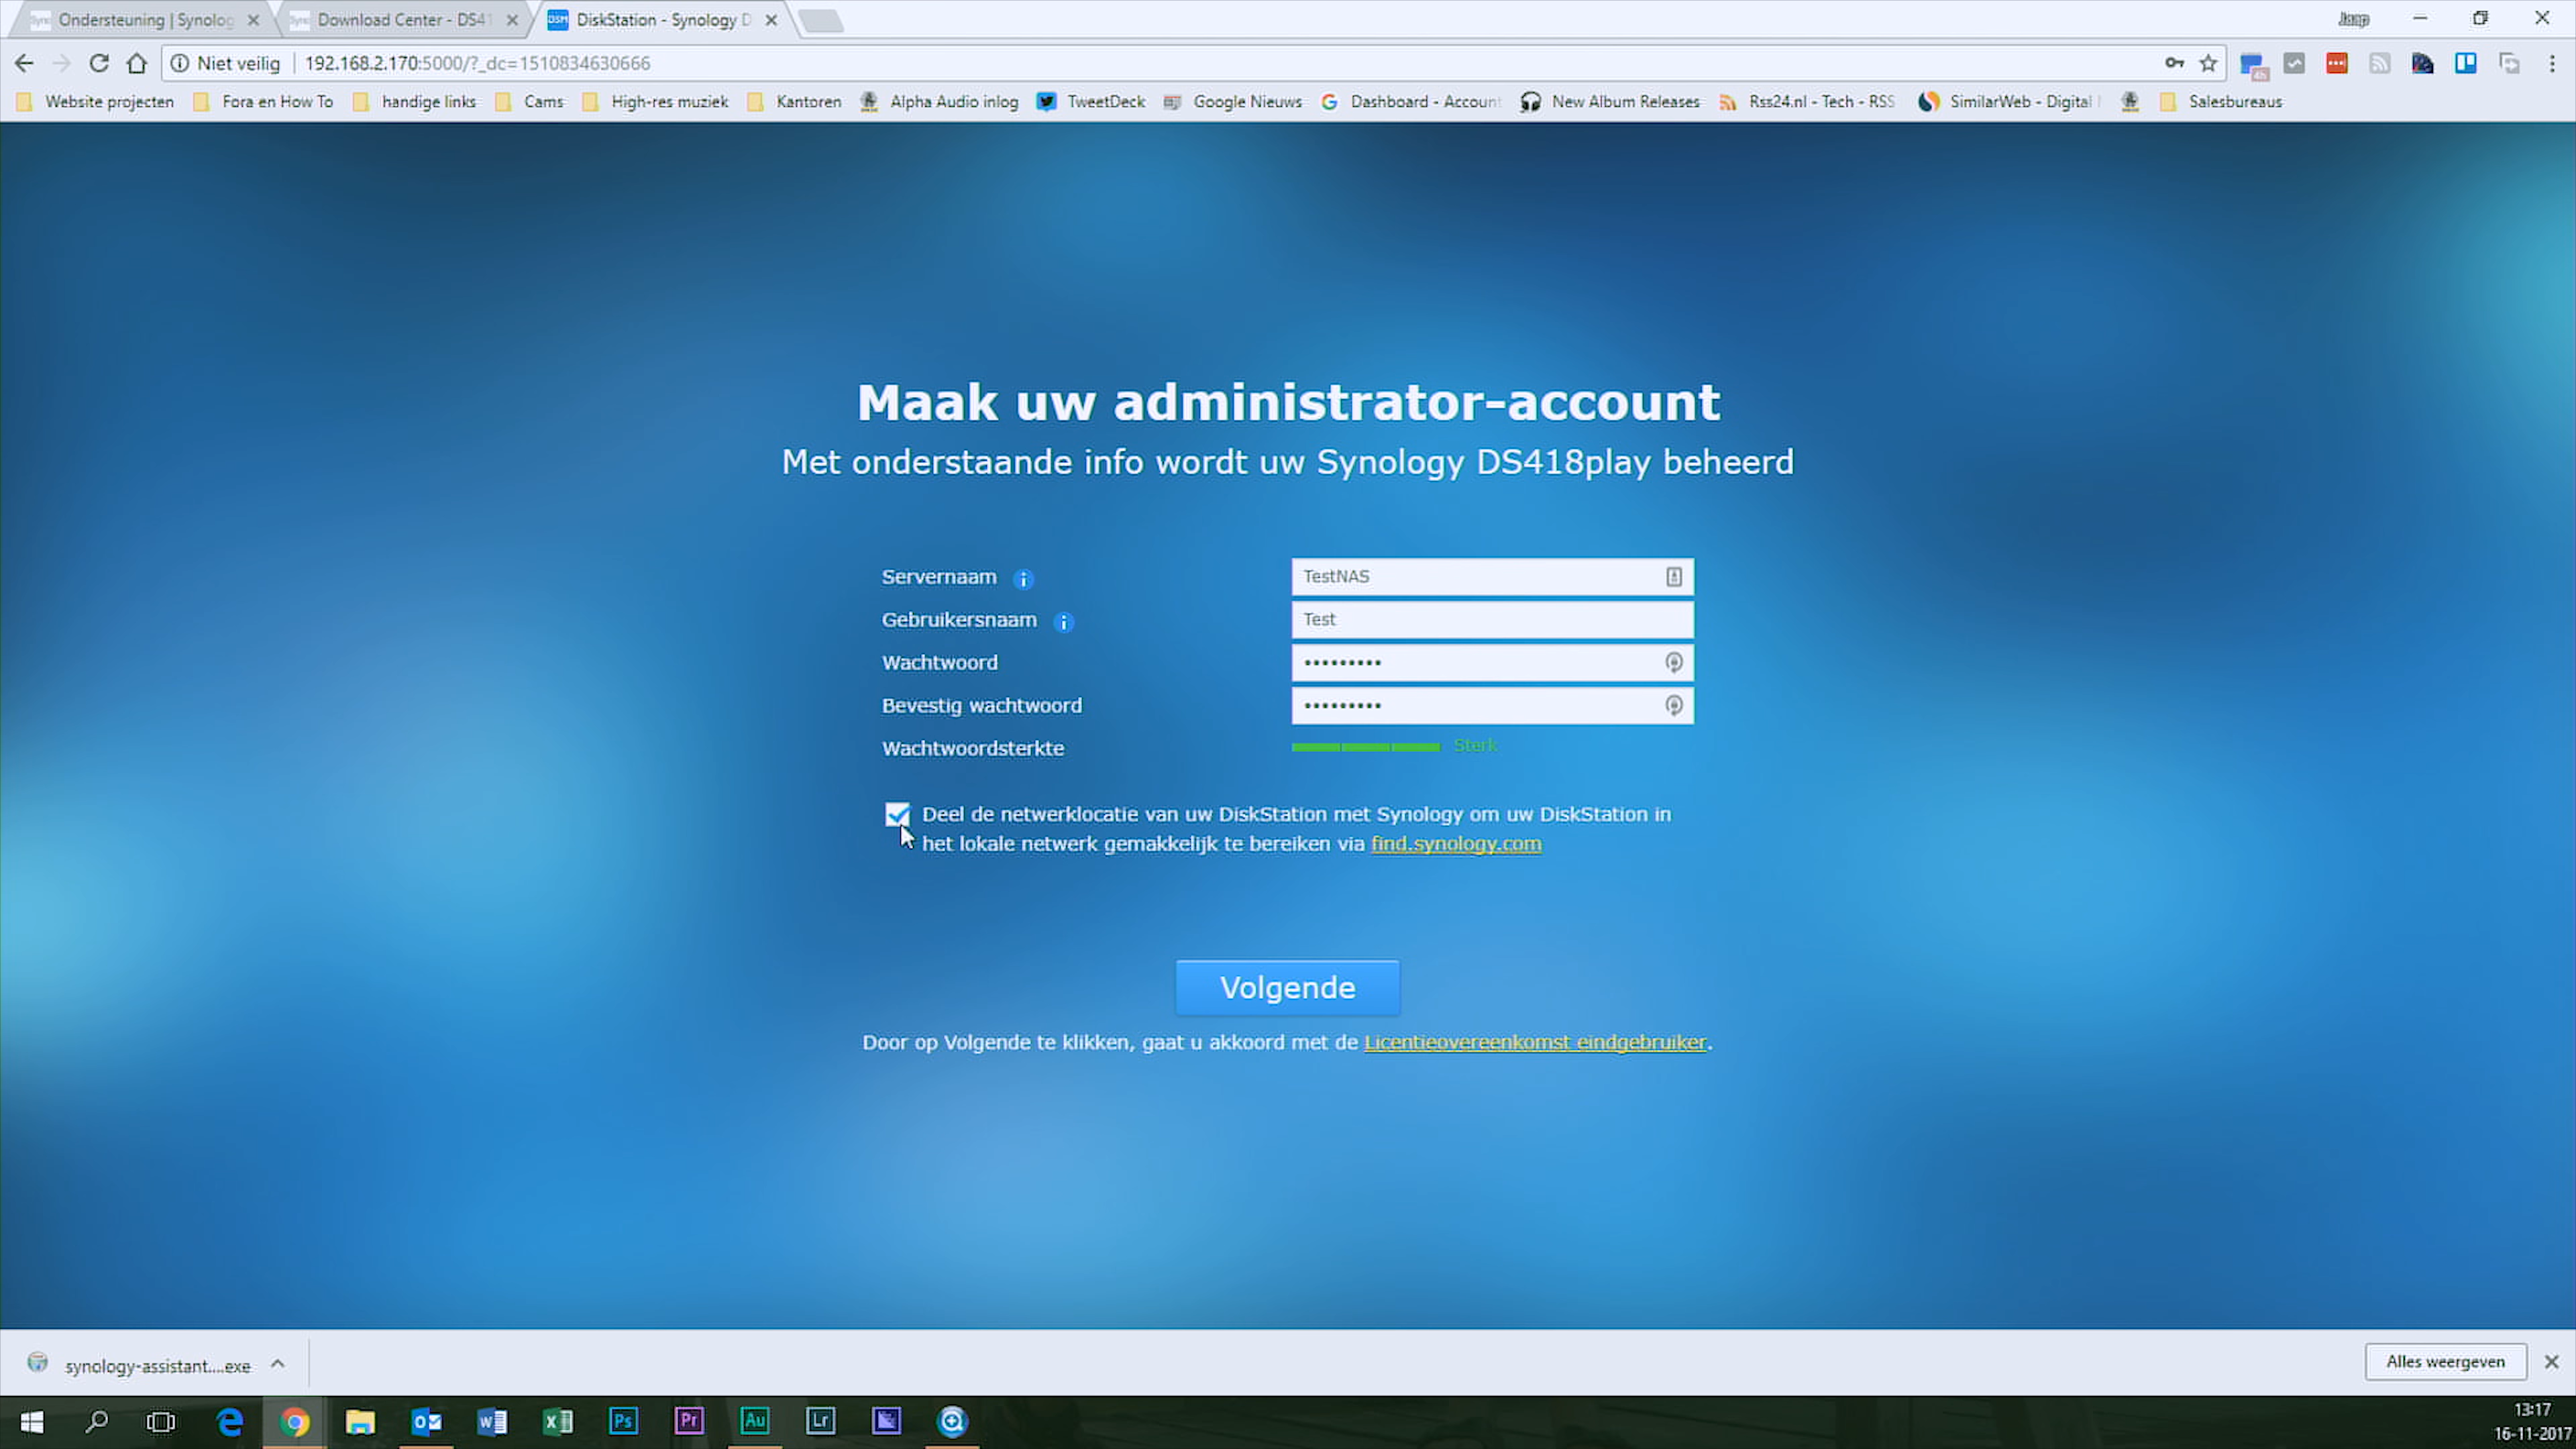 Ondersteuning | Synolog
Download Center - DS41
DiskStation - Synology D
Niet veilig 192.168.2.170:5000/?_dc=1510834630666
Website projecten Fora en How To handige links Cams High-res muziek Kantoren Alpha Audio inlog TweetDeck Google Nieuws Dashboard - Account New Album Releases Rss24.nl - Tech - RSS SimilarWeb - Digital Salesbureaus
Maak uw administrator-account
Met onderstaande info wordt uw Synology DS418play beheerd
Servernaam TestNAS
Gebruikersnaam Test
Wachtwoord •••••••••
Bevestig wachtwoord •••••••••
Wachtwoordsterkte Sterk
Deel de netwerklocatie van uw DiskStation met Synology om uw DiskStation in
het lokale netwerk gemakkelijk te bereiken via find.synology.com
Volgende
Door op Volgende te klikken, gaat u akkoord met de Licentieovereenkomst eindgebruiker.
synology-assistant....exe
Alles weergeven
Ps Pr Au Lr
13:17
16-11-2017